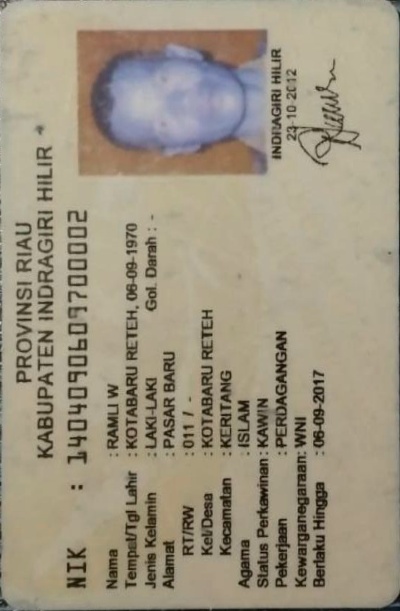 PROVINSI RIAU
KABUPATEN INDRAGIRI HILIR
NIK : 1404090609700002
Nama : RAMLI W
Tempat/Tgl Lahir : KOTABARU RETEH, 06-09-1970
Jenis Kelamin : LAKI-LAKI Gol. Darah : -
Alamat : PASAR BARU
RT/RW : 011 / -
Kel/Desa : KOTABARU RETEH
Kecamatan : KERITANG
Agama : ISLAM
Status Perkawinan : KAWIN
Pekerjaan : PERDAGANGAN
Kewarganegaraan: WNI
Berlaku Hingga : 06-09-2017
INDRAGIRI HILIR
23-10-2012